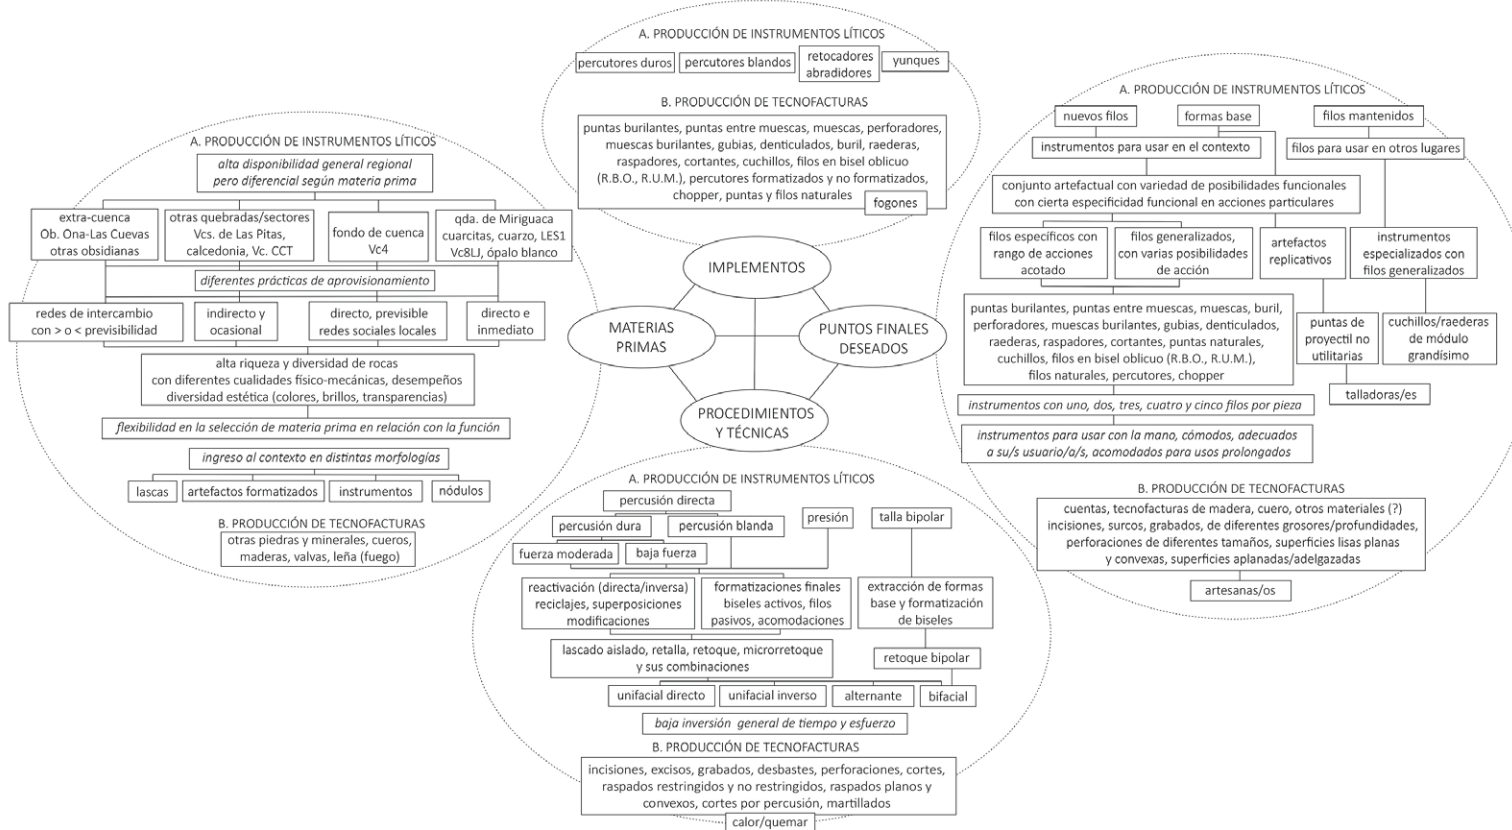 A. PRODUCCIÓN DE INSTRUMENTOS LÍTICOS
percutores duros
percutores blandos
retocadores
abradidores
yunques
B. PRODUCCIÓN DE TECNOFACTURAS
puntas burilantes, puntas entre muescas, muescas, perforadores,
muescas burilantes, gubias, denticulados, buril, raederas,
raspadores, cortantes, cuchillos, filos en bisel oblicuo
(R.B.O., R.U.M.), percutores formatizados y no formatizados,
chopper, puntas y filos naturales
fogones
A. PRODUCCIÓN DE INSTRUMENTOS LÍTICOS
alta disponibilidad general regional
pero diferencial según materia prima
extra-cuenca
Ob. Ona-Las Cuevas
otras obsidianas
otras quebradas/sectores
Vcs. de Las Pitas,
calcedonia, Vc. CCT
fondo de cuenca
Vc4
qda. de Miriguaca
cuarcitas, cuarzo, LES1
Vc8LJ, ópalo blanco
diferentes prácticas de aprovisionamiento
redes de intercambio
con > o < previsibilidad
indirecto y
ocasional
directo, previsible
redes sociales locales
directo e
inmediato
alta riqueza y diversidad de rocas
con diferentes cualidades físico-mecánicas, desempeños
diversidad estética (colores, brillos, transparencias)
flexibilidad en la selección de materia prima en relación con la función
ingreso al contexto en distintas morfologías
lascas
artefactos formatizados
instrumentos
nódulos
B. PRODUCCIÓN DE TECNOFACTURAS
otras piedras y minerales, cueros,
maderas, valvas, leña (fuego)
IMPLEMENTOS
MATERIAS
PRIMAS
PUNTOS FINALES
DESEADOS
PROCEDIMIENTOS
Y TÉCNICAS
A. PRODUCCIÓN DE INSTRUMENTOS LÍTICOS
nuevos filos
formas base
filos mantenidos
instrumentos para usar en el contexto
filos para usar en otros lugares
conjunto artefactual con variedad de posibilidades funcionales
con cierta especificidad funcional en acciones particulares
filos específicos con
rango de acciones
acotado
filos generalizados,
con varias posibilidades
de acción
artefactos
replicativos
instrumentos
especializados con
filos generalizados
puntas burilantes, puntas entre muescas, muescas, buril,
perforadores, muescas burilantes, gubias, denticulados,
raederas, raspadores, cortantes, puntas naturales,
cuchillos, filos en bisel oblicuo (R.B.O., R.U.M.),
filos naturales, percutores, chopper
puntas de
proyectil no
utilitarias
cuchillos/raederas
de módulo
grandísimo
talladoras/es
instrumentos con uno, dos, tres, cuatro y cinco filos por pieza
instrumentos para usar con la mano, cómodos, adecuados
a su/s usuario/a/s, acomodados para usos prolongados
B. PRODUCCIÓN DE TECNOFACTURAS
cuentas, tecnofacturas de madera, cuero, otros materiales (?)
incisiones, surcos, grabados, de diferentes grosores/profundidades,
perforaciones de diferentes tamaños, superficies lisas planas
y convexas, superficies aplanadas/adelgazadas
artesanas/os
A. PRODUCCIÓN DE INSTRUMENTOS LÍTICOS
percusión directa
percusión dura
percusión blanda
presión
talla bipolar
fuerza moderada
baja fuerza
reactivación (directa/inversa)
reciclajes, superposiciones
modificaciones
formatizaciones finales
biseles activos, filos
pasivos, acomodaciones
extracción de formas
base y formatización
de biseles
lascado aislado, retalla, retoque, microrretoque
y sus combinaciones
retoque bipolar
unifacial directo
unifacial inverso
alternante
bifacial
baja inversión general de tiempo y esfuerzo
B. PRODUCCIÓN DE TECNOFACTURAS
incisiones, excisos, grabados, desbastes, perforaciones, cortes,
raspados restringidos y no restringidos, raspados planos y
convexos, cortes por percusión, martillados
calor/quemar